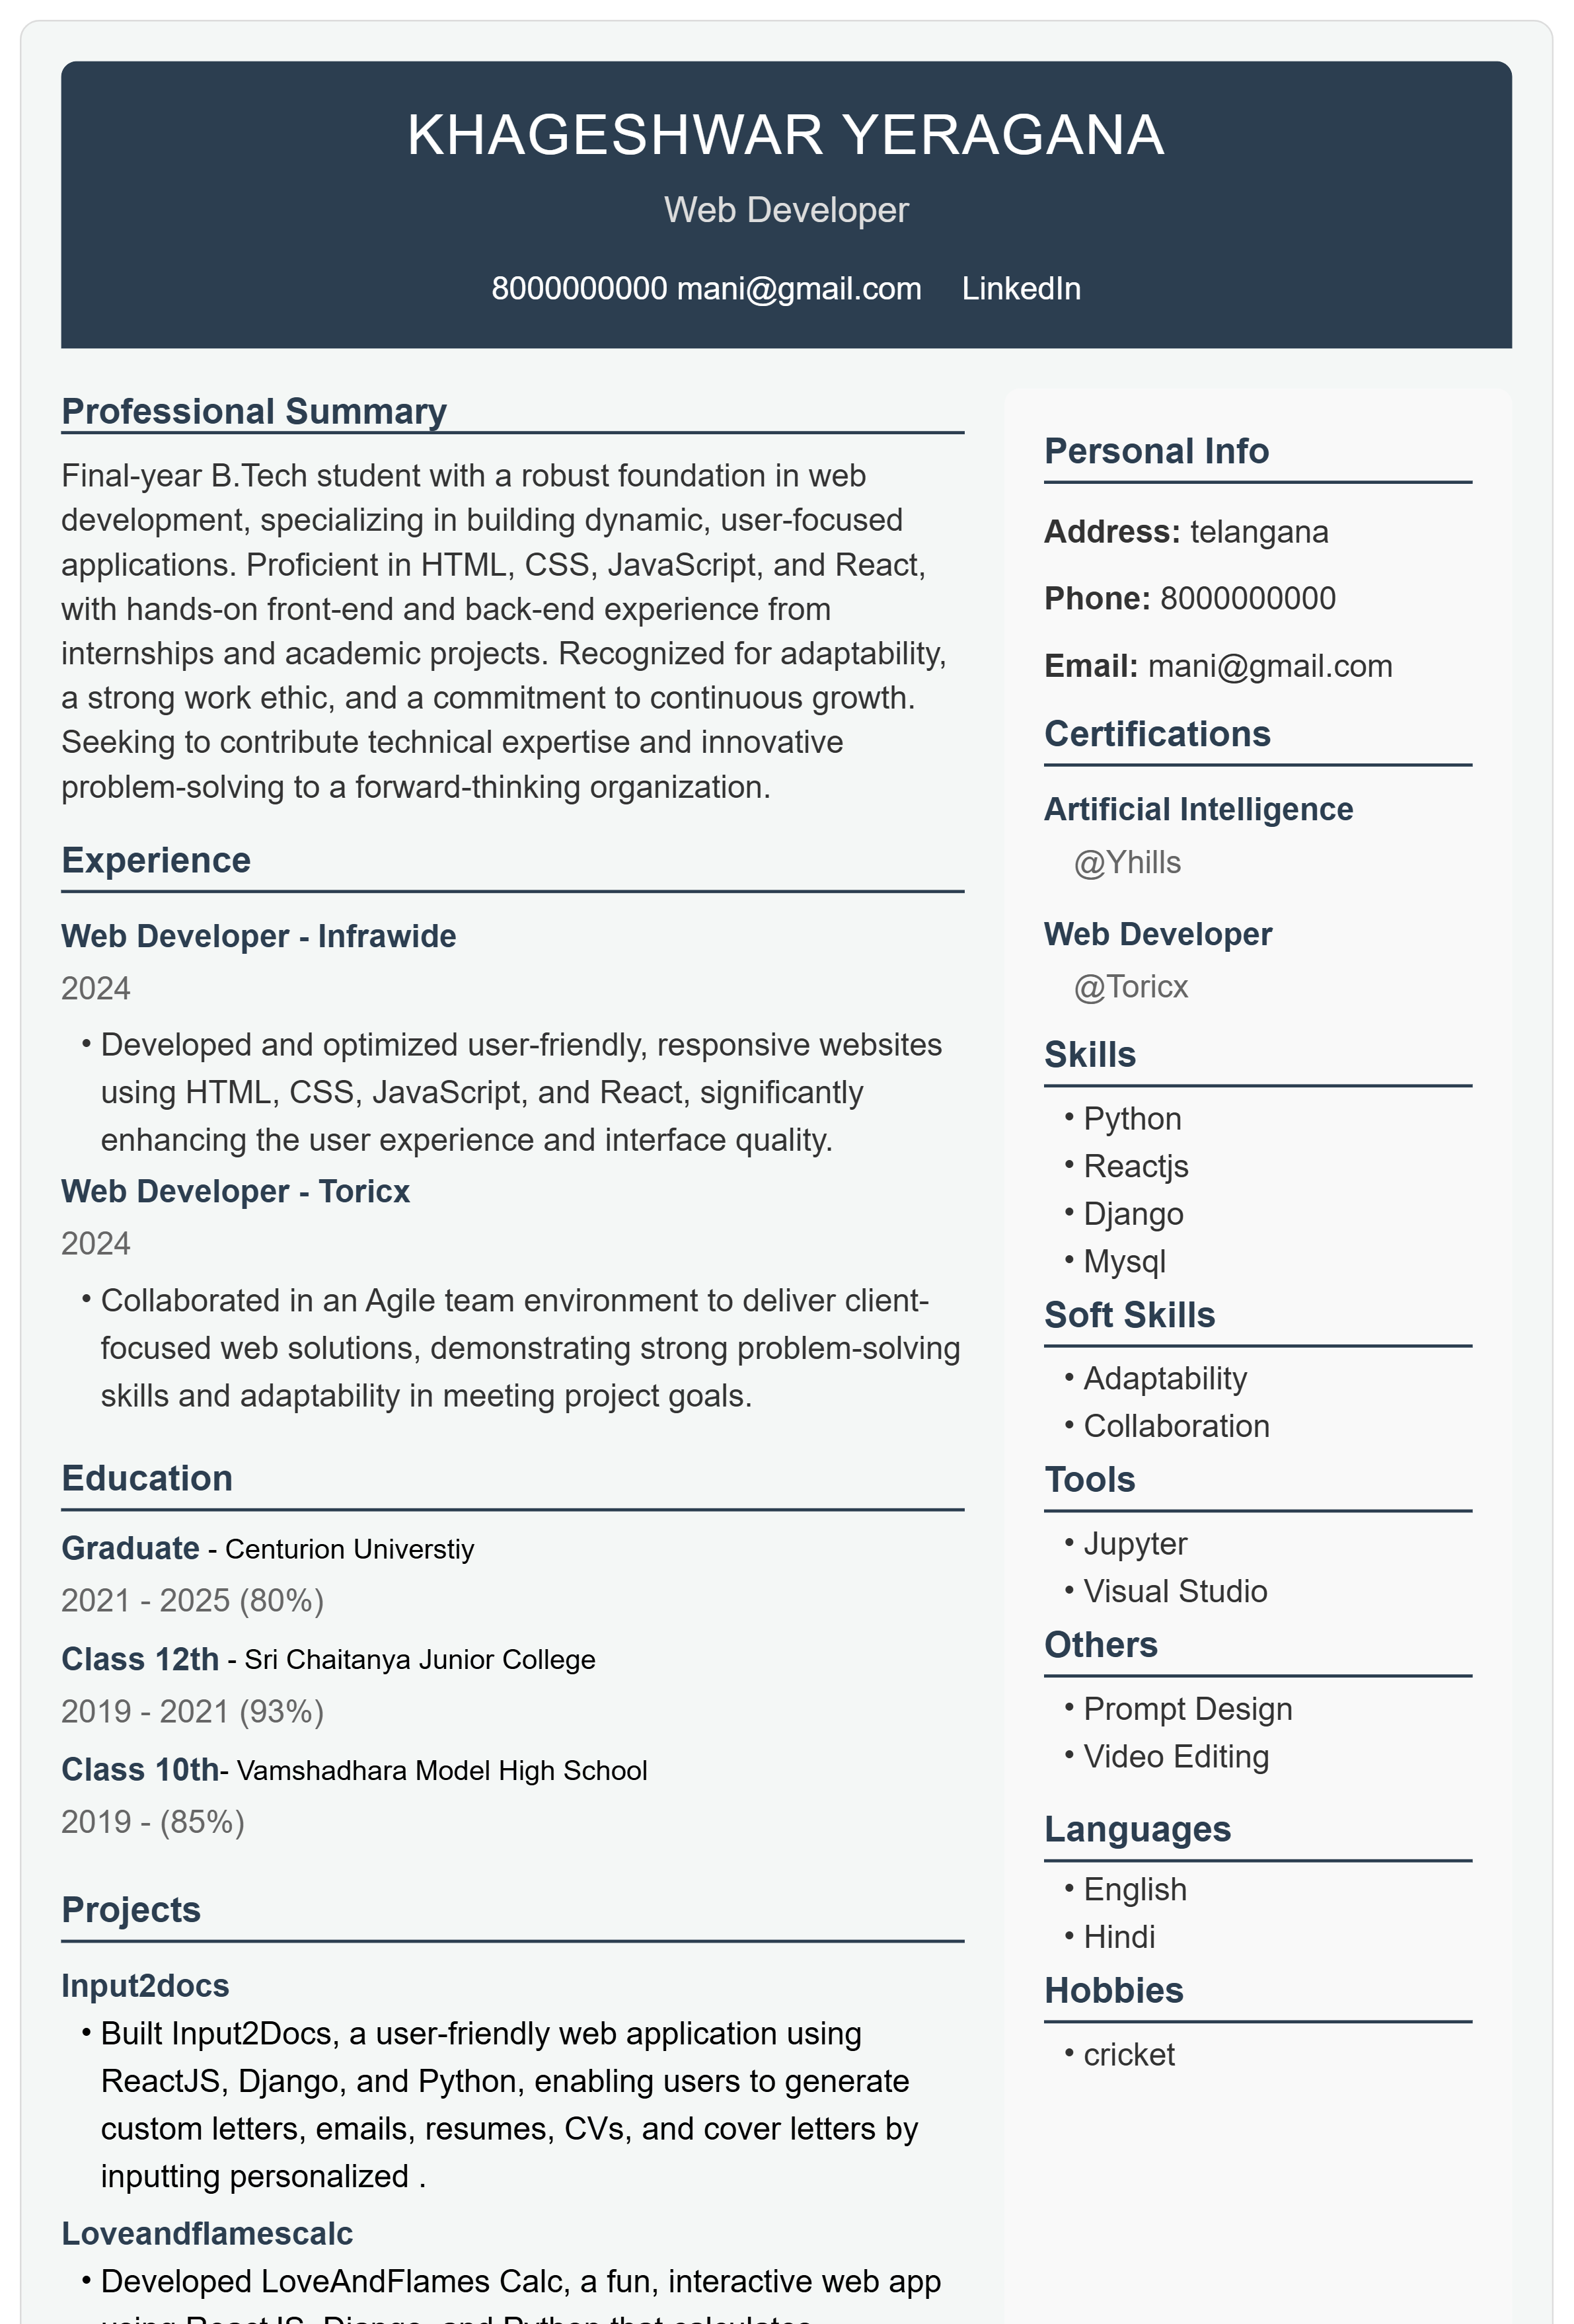 KHAGESHWAR YERAGANA
Web Developer
8000000000 mani@gmail.com LinkedIn
Professional Summary
Final-year B.Tech student with a robust foundation in web
development, specializing in building dynamic, user-focused
applications. Proficient in HTML, CSS, JavaScript, and React,
with hands-on front-end and back-end experience from
internships and academic projects. Recognized for adaptability,
a strong work ethic, and a commitment to continuous growth.
Seeking to contribute technical expertise and innovative
problem-solving to a forward-thinking organization.
Experience
Web Developer - Infrawide
2024
• Developed and optimized user-friendly, responsive websites
using HTML, CSS, JavaScript, and React, significantly
enhancing the user experience and interface quality.
Web Developer - Toricx
2024
• Collaborated in an Agile team environment to deliver client-
focused web solutions, demonstrating strong problem-solving
skills and adaptability in meeting project goals.
Education
Graduate - Centurion Universtiy
2021 - 2025 (80%)
Class 12th - Sri Chaitanya Junior College
2019 - 2021 (93%)
Class 10th- Vamshadhara Model High School
2019 - (85%)
Projects
Input2docs
• Built Input2Docs, a user-friendly web application using
ReactJS, Django, and Python, enabling users to generate
custom letters, emails, resumes, CVs, and cover letters by
inputting personalized .
Loveandflamescalc
• Developed LoveAndFlames Calc, a fun, interactive web app
using ReactJS, Django, and Python that calculates
Personal Info
Address: telangana
Phone: 8000000000
Email: mani@gmail.com
Certifications
Artificial Intelligence
@Yhills
Web Developer
@Toricx
Skills
• Python
• Reactjs
• Django
• Mysql
Soft Skills
• Adaptability
• Collaboration
Tools
• Jupyter
• Visual Studio
Others
• Prompt Design
• Video Editing
Languages
• English
• Hindi
Hobbies
• cricket